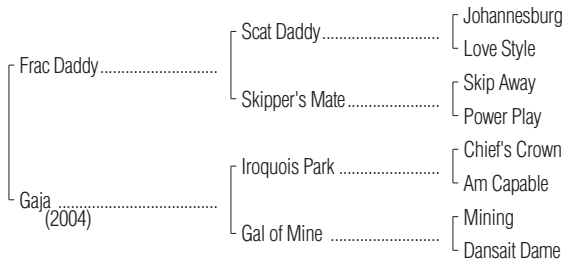 Johannesburg
Scat Daddy
Love Style
Frac Daddy
Skip Away
Skipper's Mate
Power Play
Chief's Crown
Iroquois Park
Am Capable
Gaja
(2004)
Mining
Gal of Mine
Dansait Dame